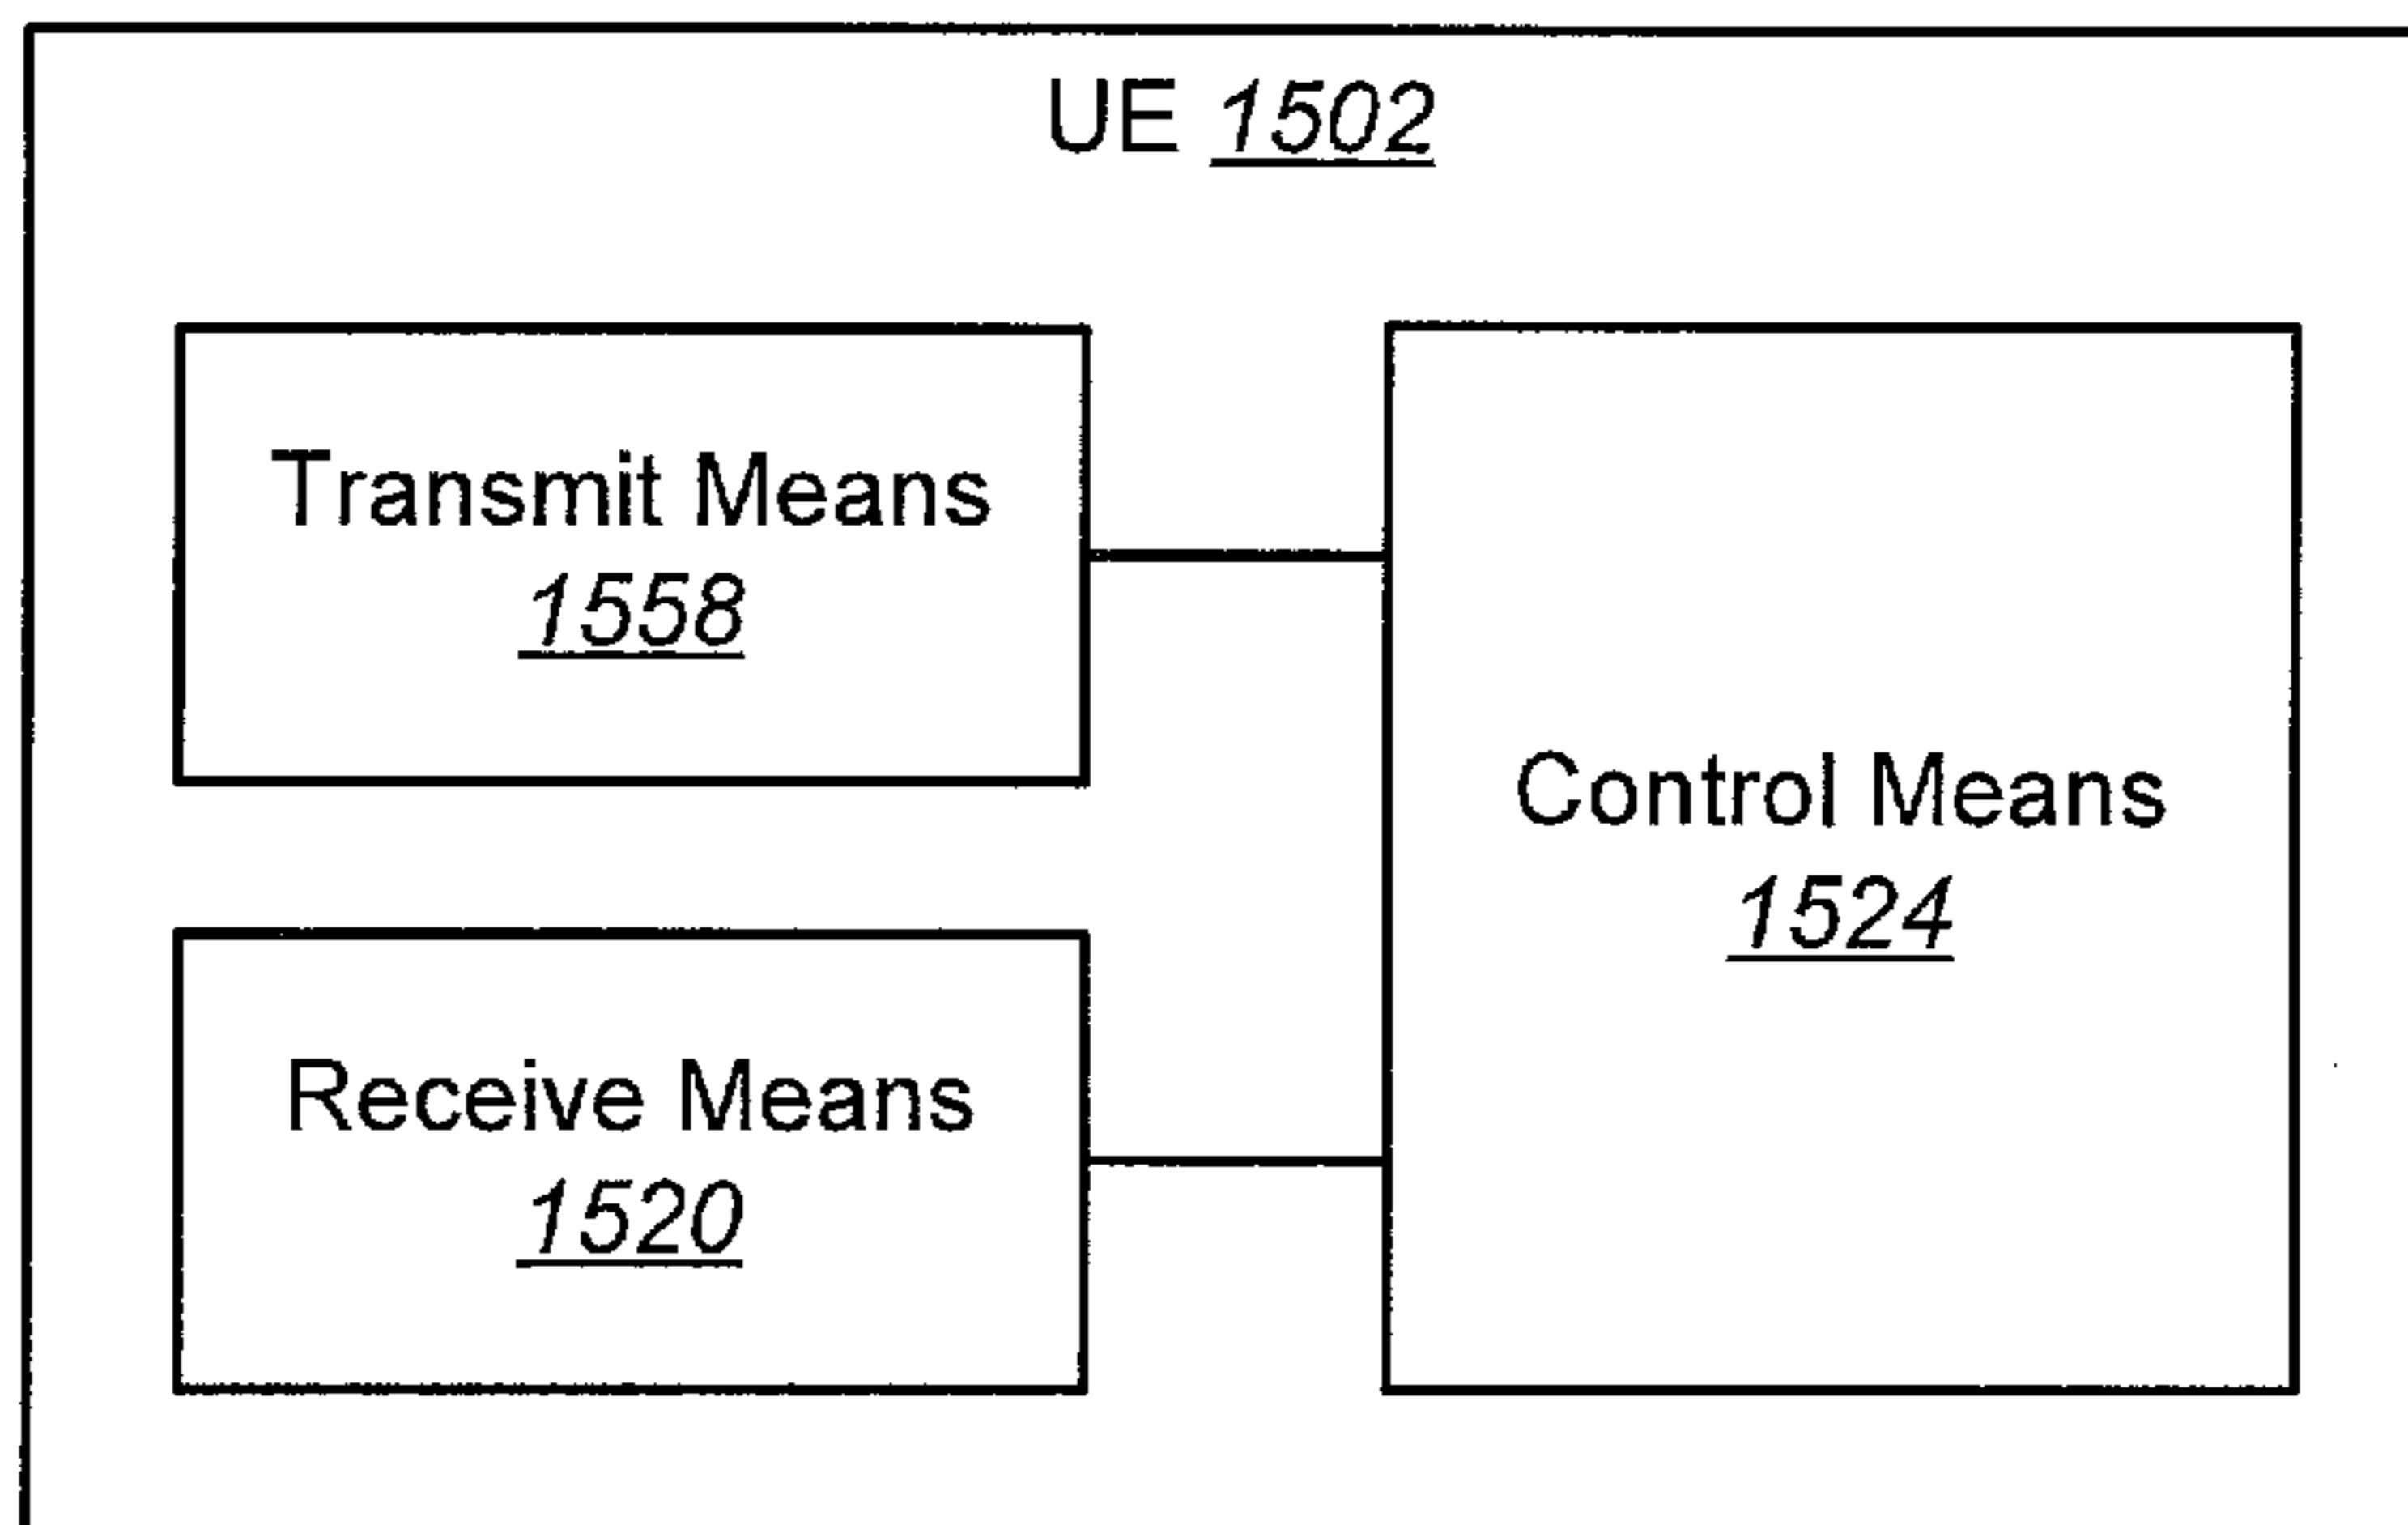 UE 1502
Transmit Means
1558
Control Means
1524
Receive Means
1520